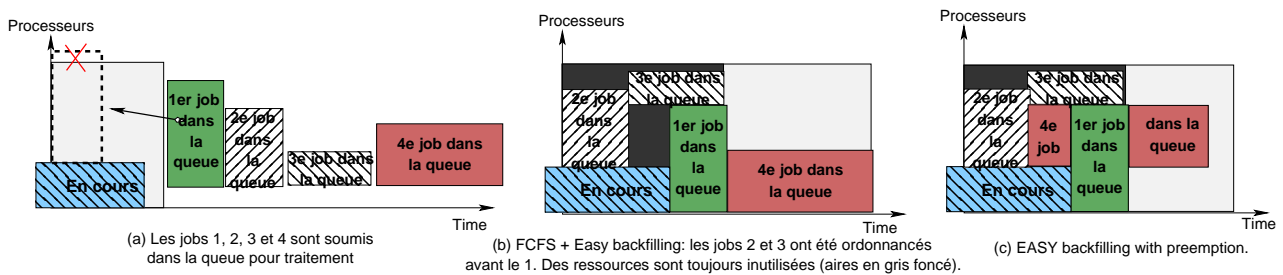 Processeurs
1er job
dans
la
queue
2e job
dans
la
queue
3e job dans
la queue
4e job dans
la queue
En cours
Time
(a) Les jobs 1, 2, 3 et 4 sont soumis
dans la queue pour traitement
Processeurs
3e job dans
la queue
2e job
dans
la
queue
1er job
dans
la
queue
4e job dans
la queue
En cours
Time
(b) FCFS + Easy backfilling: les jobs 2 et 3 ont été ordonnancés
avant le 1. Des ressources sont toujours inutilisées (aires en gris foncé).
Processeurs
3e job dans
la queue
2e job
dans
la
queue
4e
job
1er job
dans
la
queue
dans la
queue
En cours
Time
(c) EASY backfilling with preemption.